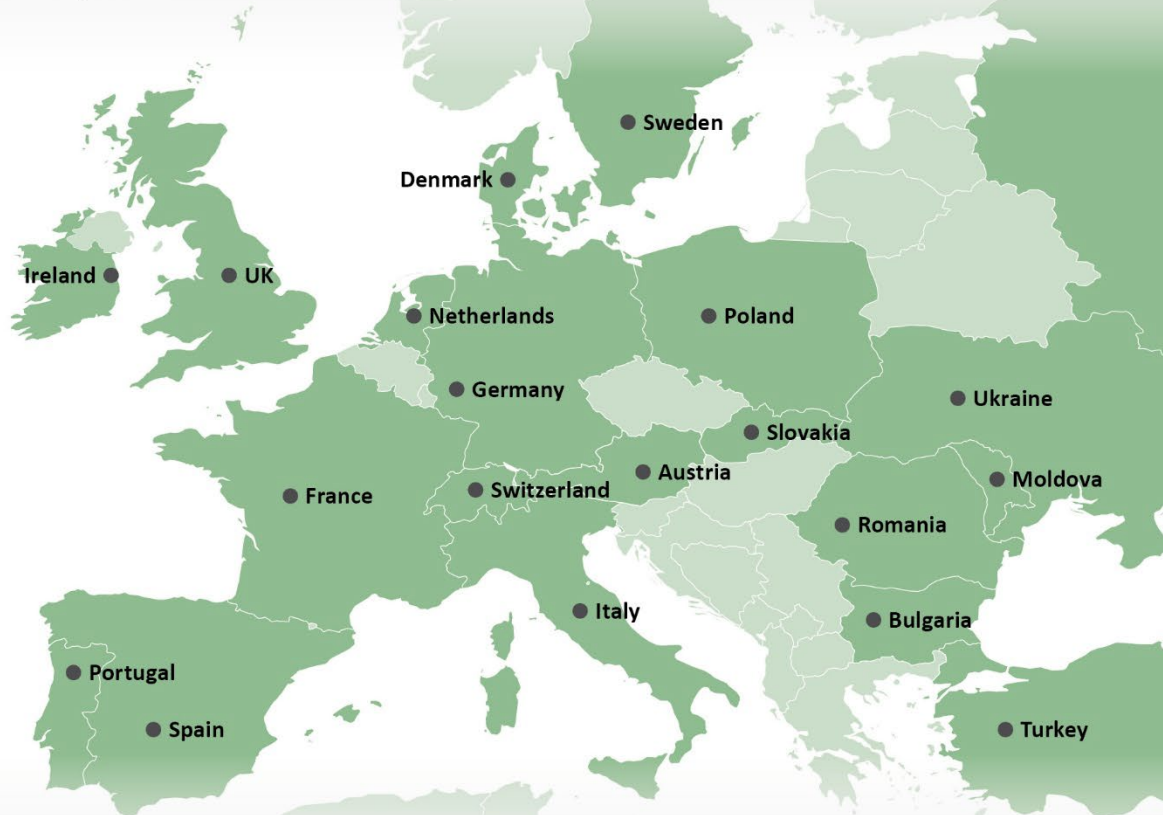 Sweden
Denmark
Ireland
UK
Netherlands
Poland
Germany
Ukraine
Slovakia
Austria
Moldova
Switzerland
France
Romania
Italy
Bulgaria
Portugal
Spain
Turkey